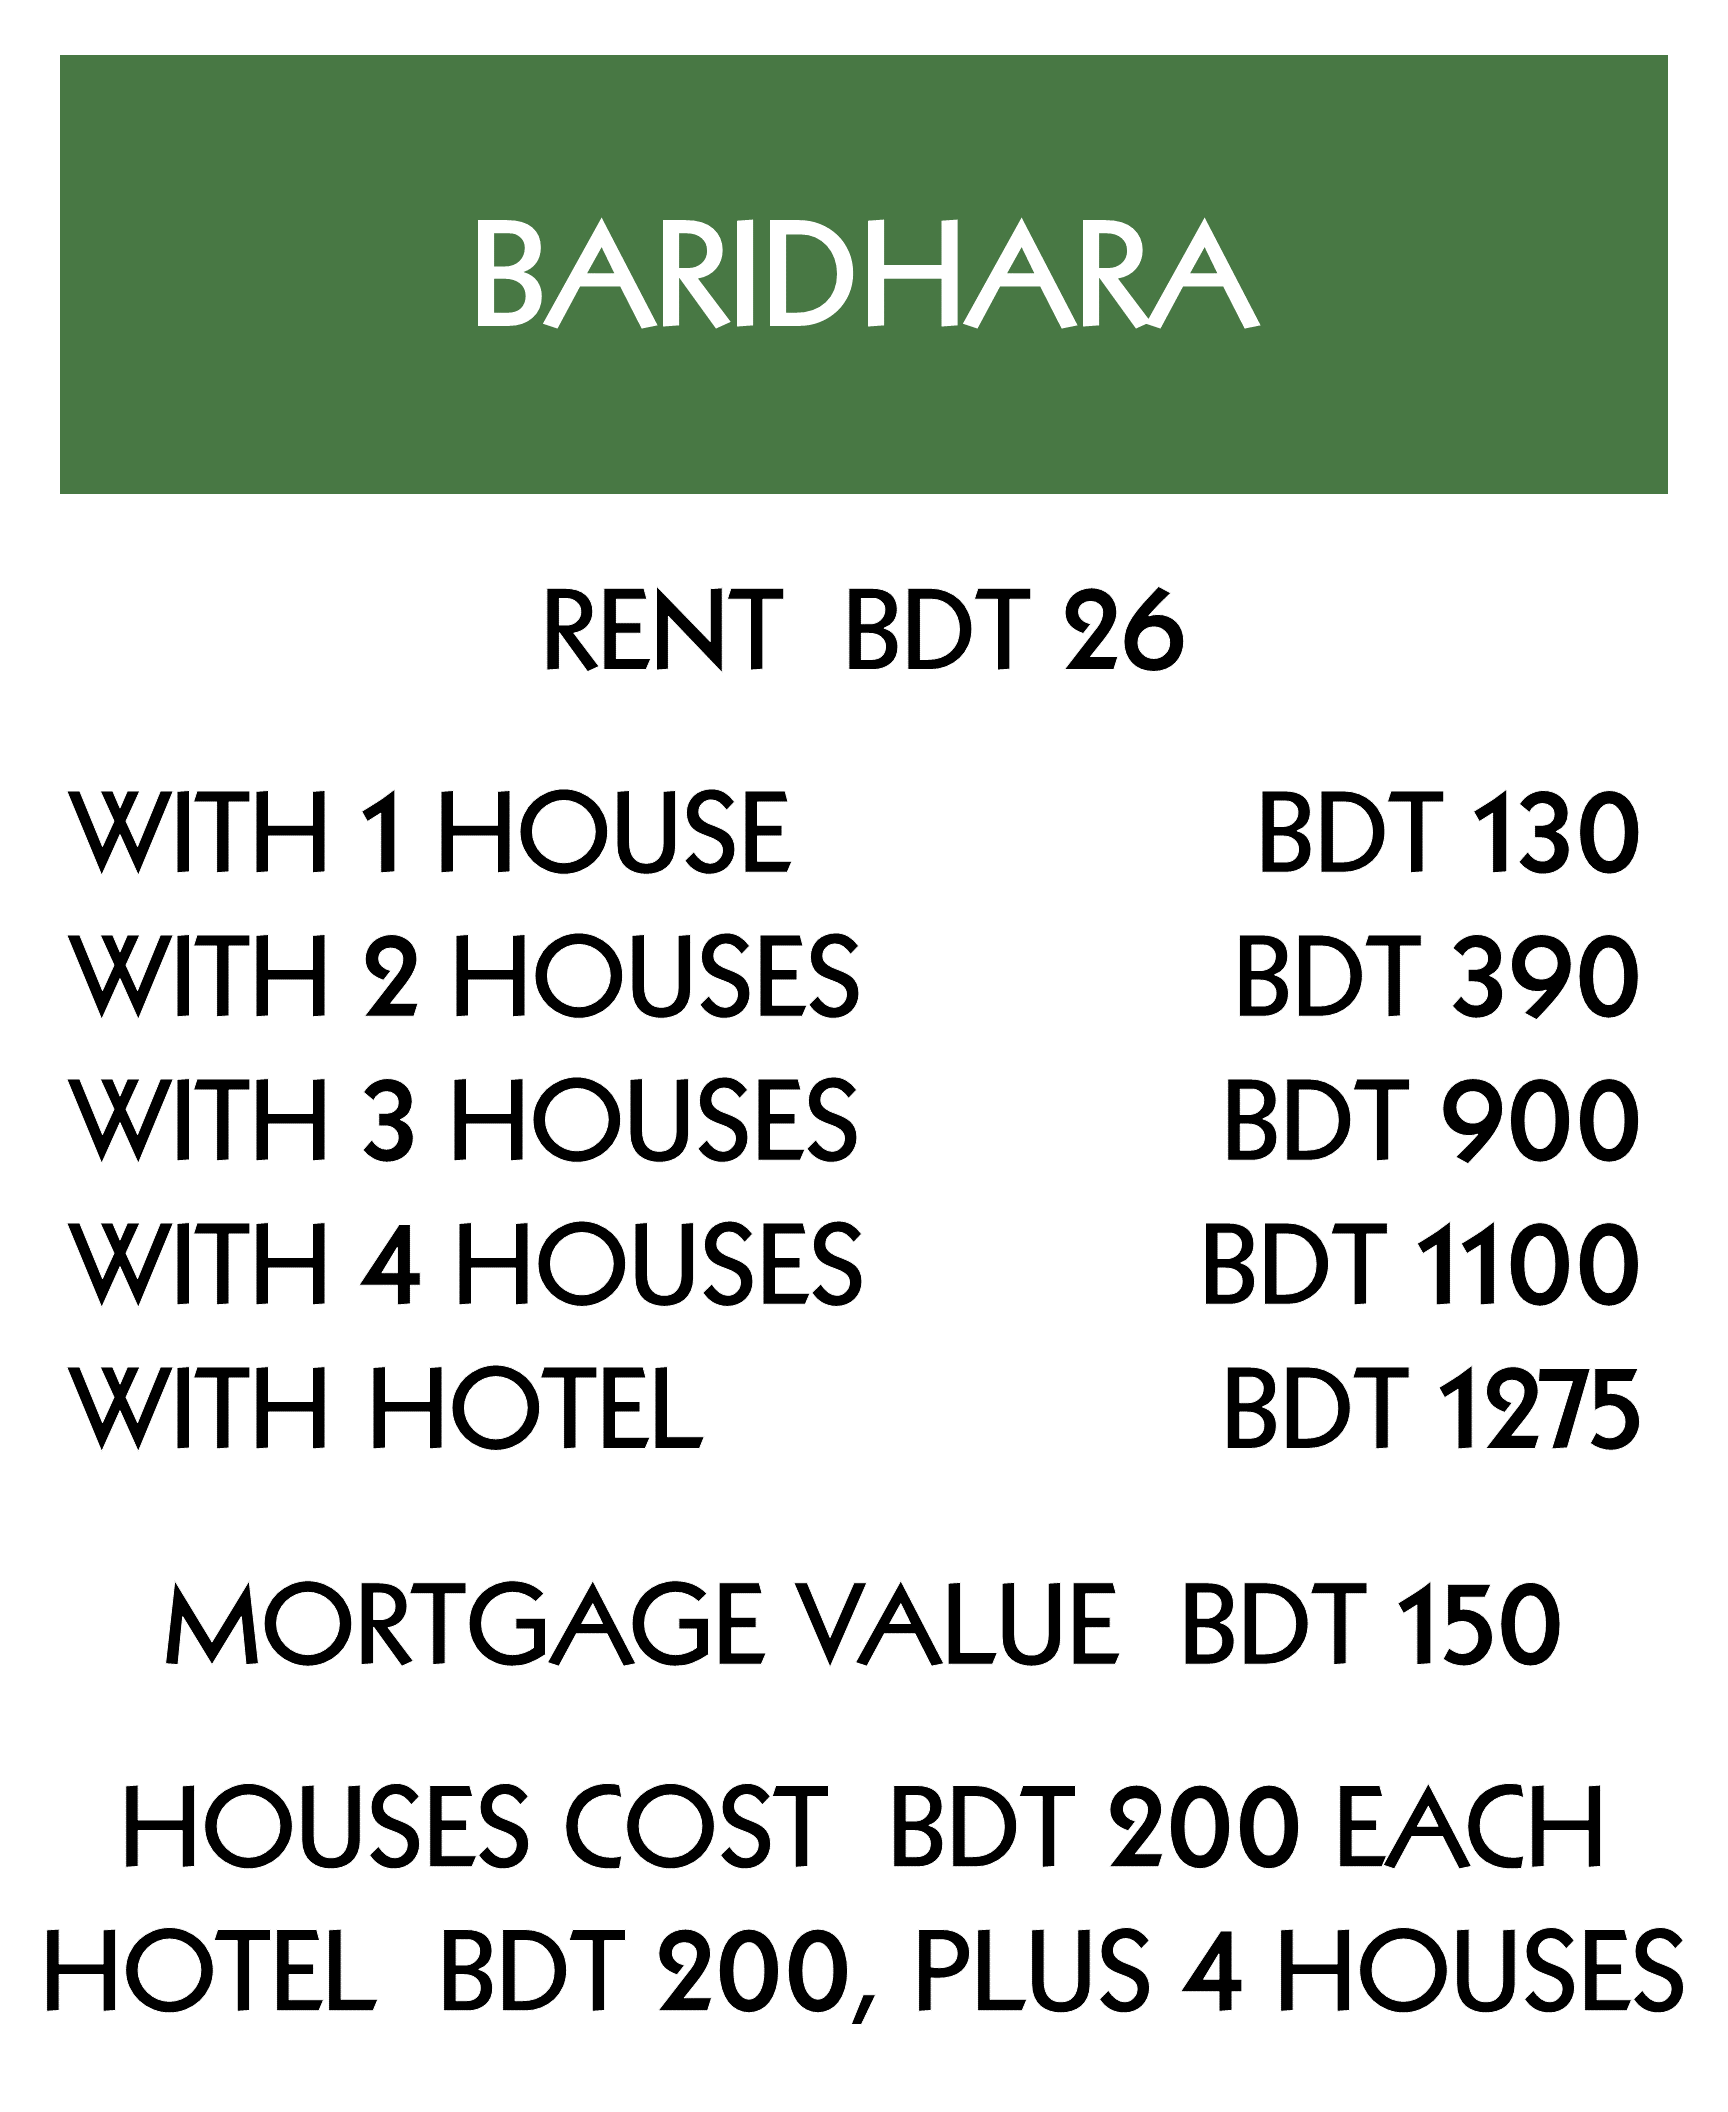 BARIDHARA
RENT BDT 26
WITH 1 HOUSE BDT 130
WITH 2 HOUSES BDT 390
WITH 3 HOUSES BDT 900
WITH 4 HOUSES BDT 1100
WITH HOTEL BDT 1275
MORTGAGE VALUE BDT 150
HOUSES COST BDT 200 EACH
HOTEL BDT 200, PLUS 4 HOUSES